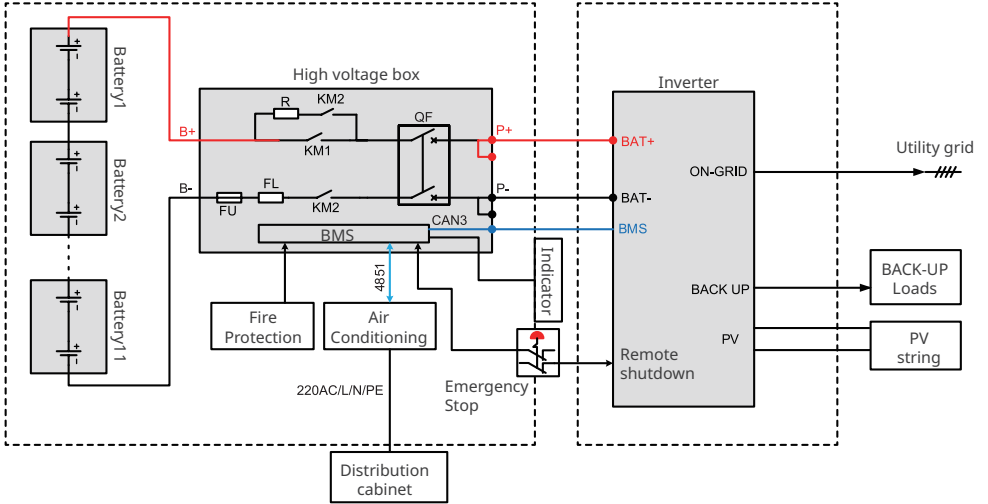 High voltage box
Inverter
Battery1
Battery2
Battery11
+
-
+
-
+
-
+
-
+
-
+
-
R
KM2
KM1
QF
B+
P+
BAT+
B-
FU
FL
KM2
P-
BAT-
CAN3
BMS
BMS
ON-GRID
Utility grid
BACK UP
BACK-UP
Loads
PV
PV
string
4851
Indicator
Fire
Protection
Air
Conditioning
Remote
shutdown
Emergency
Stop
220AC/L/N/PE
Distribution
cabinet